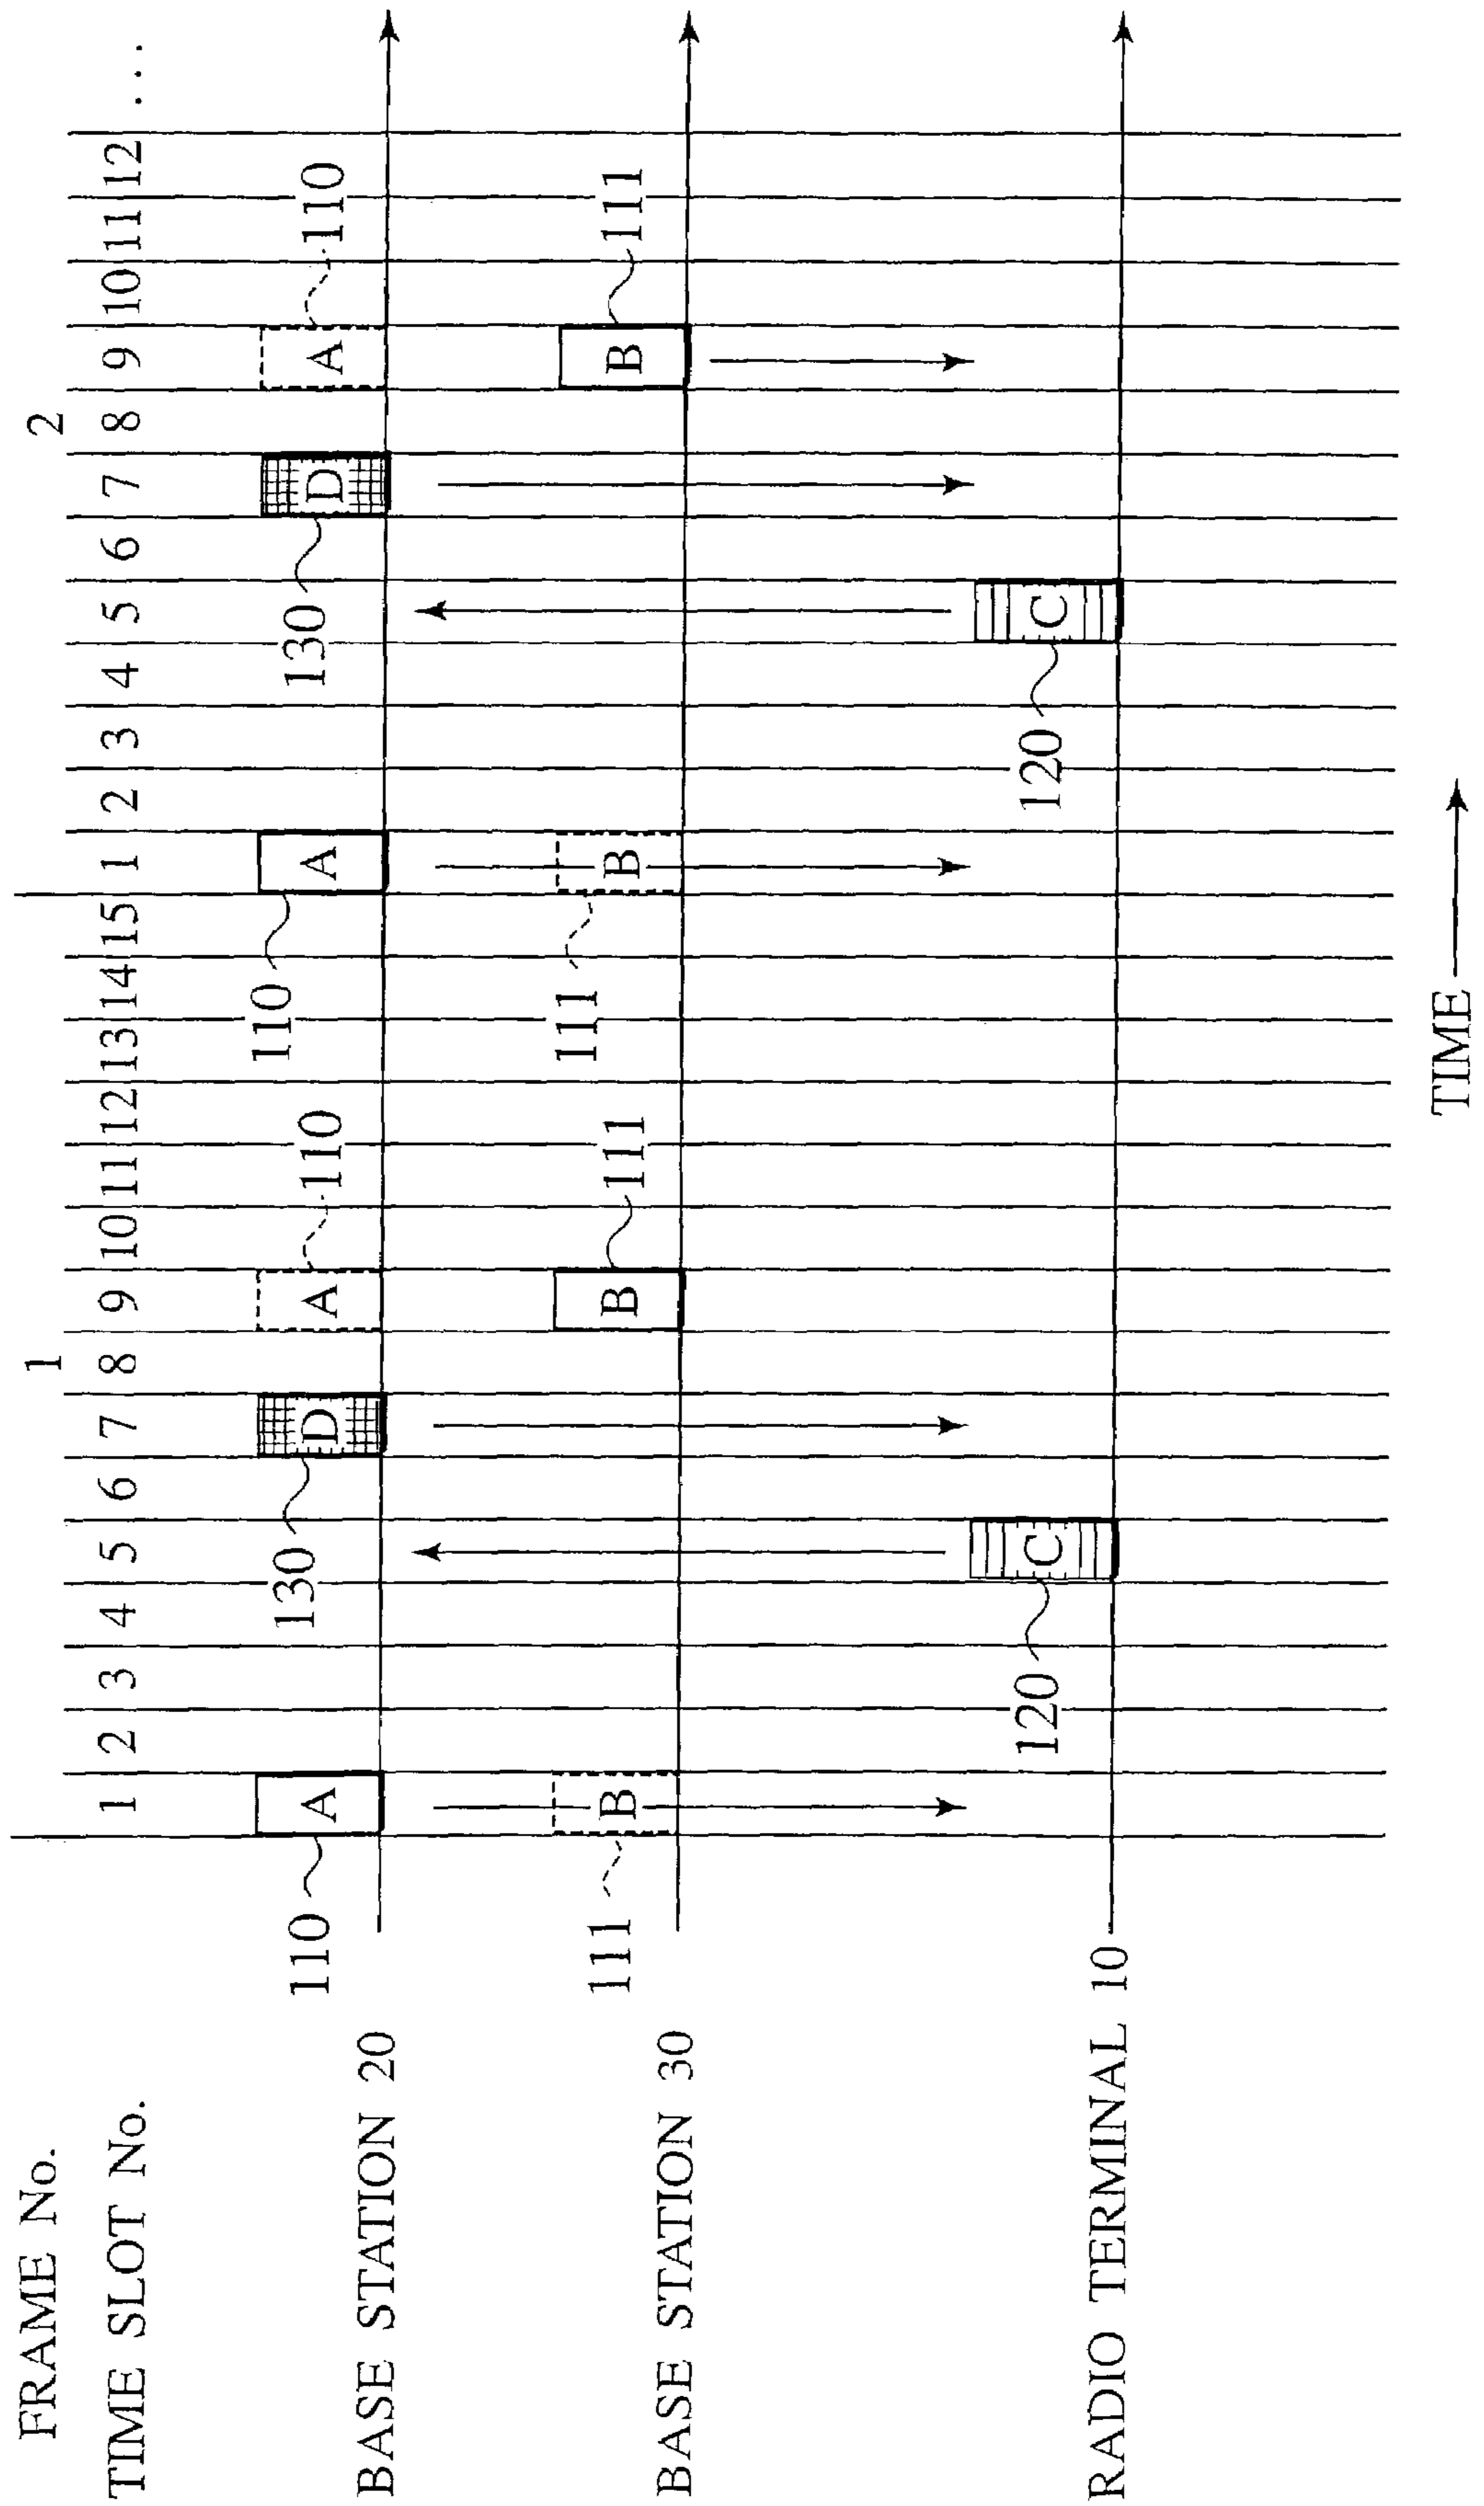 FRAME No. 1 2
TIME SLOT No. 1 2 3 4 5 6 7 8 9 10 11 12 13 14 15 1 2 3 4 5 6 7 8 9 10 11 12 ...
110 A 130 D A 110 110 A 130 D A 110
BASE STATION 20
111 B B 111 111 B B 111
BASE STATION 30
120 C 120 C
RADIO TERMINAL 10
TIME